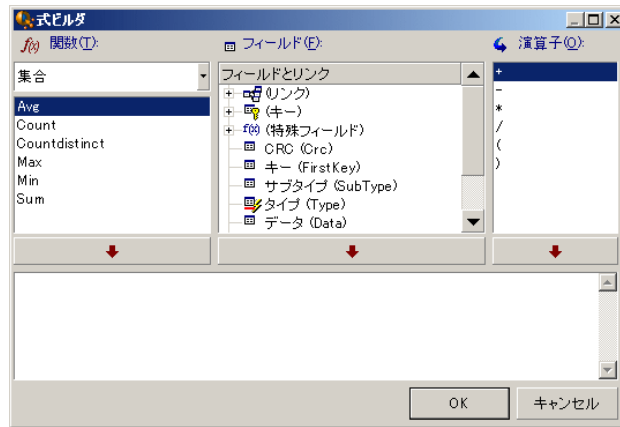 式ビルダ
f(x) 関数(T):
フィールド(F):
演算子(O):
集合
Avg
Count
Countdistinct
Max
Min
Sum
フィールドとリンク
(リンク)
(キー)
f(x) (特殊フィールド)
CRC (Crc)
キー (FirstKey)
サブタイプ (SubType)
タイプ (Type)
データ (Data)
+
-
*
/
(
)
OK
キャンセル